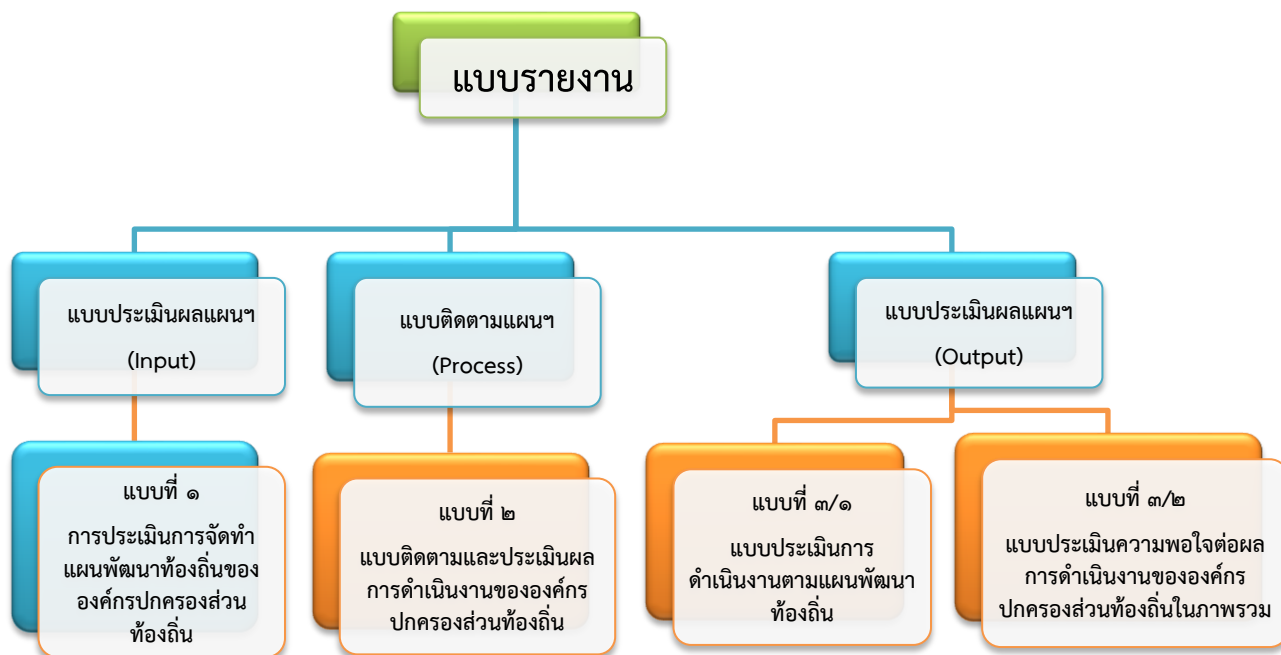 แบบรายงาน
แบบประเมินผลแผนฯ
(Input)
แบบติดตามแผนฯ
(Process)
แบบประเมินผลแผนฯ
(Output)
แบบที่ ๑
การประเมินการจัดทำ
แผนพัฒนาท้องถิ่นของ
องค์กรปกครองส่วน
ท้องถิ่น
แบบที่ ๒
แบบติดตามและประเมินผล
การดำเนินงานขององค์กร
ปกครองส่วนท้องถิ่น
แบบที่ ๓/๑
แบบประเมินการ
ดำเนินงานตามแผนพัฒนา
ท้องถิ่น
แบบที่ ๓/๒
แบบประเมินความพอใจต่อผล
การดำเนินงานขององค์กร
ปกครองส่วนท้องถิ่นในภาพรวม